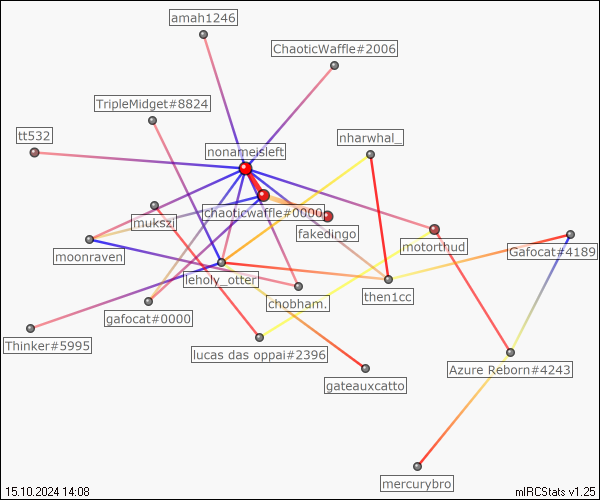 amah1246
ChaoticWaffle#2006
TripleMidget#8824
tt532
nharwhal_
nonameisleft
chaoticwaffle#0000
mukszi
fakedingo
motorthud
moonraven
Gafocat#4189
leholy_otter
chobham.
then1cc
gafocat#0000
Thinker#5995
lucas das oppai#2396
gateauxcatto
Azure Reborn#4243
mercurybro
15.10.2024 14:08
mIRCStats v1.25